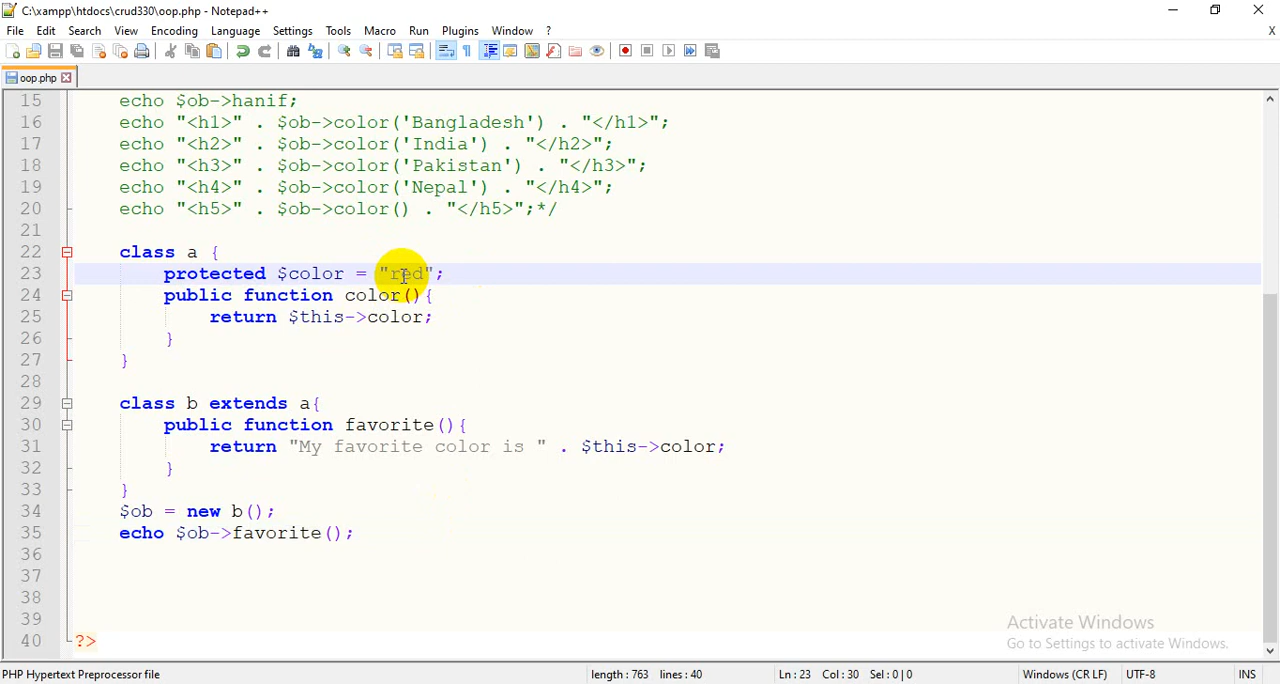 C:\xampp\htdocs\crud330\oop.php - Notepad++
File Edit Search View Encoding Language Settings Tools Macro Run Plugins Window ? X
oop.php
15 echo $ob->hanif;
16 echo "<h1>" . $ob->color('Bangladesh') . "</h1>";
17 echo "<h2>" . $ob->color('India') . "</h2>";
18 echo "<h3>" . $ob->color('Pakistan') . "</h3>";
19 echo "<h4>" . $ob->color('Nepal') . "</h4>";
20 echo "<h5>" . $ob->color() . "</h5>";*/
21
22 class a {
23 protected $color = "red";
24 public function color(){
25 return $this->color;
26 }
27 }
28
29 class b extends a{
30 public function favorite(){
31 return "My favorite color is " . $this->color;
32 }
33 }
34 $ob = new b();
35 echo $ob->favorite();
36
37
38
39
40 ?>
Activate Windows
Go to Settings to activate Windows.
PHP Hypertext Preprocessor file length : 763 lines : 40 Ln : 23 Col : 30 Sel : 0 | 0 Windows (CR LF) UTF-8 INS